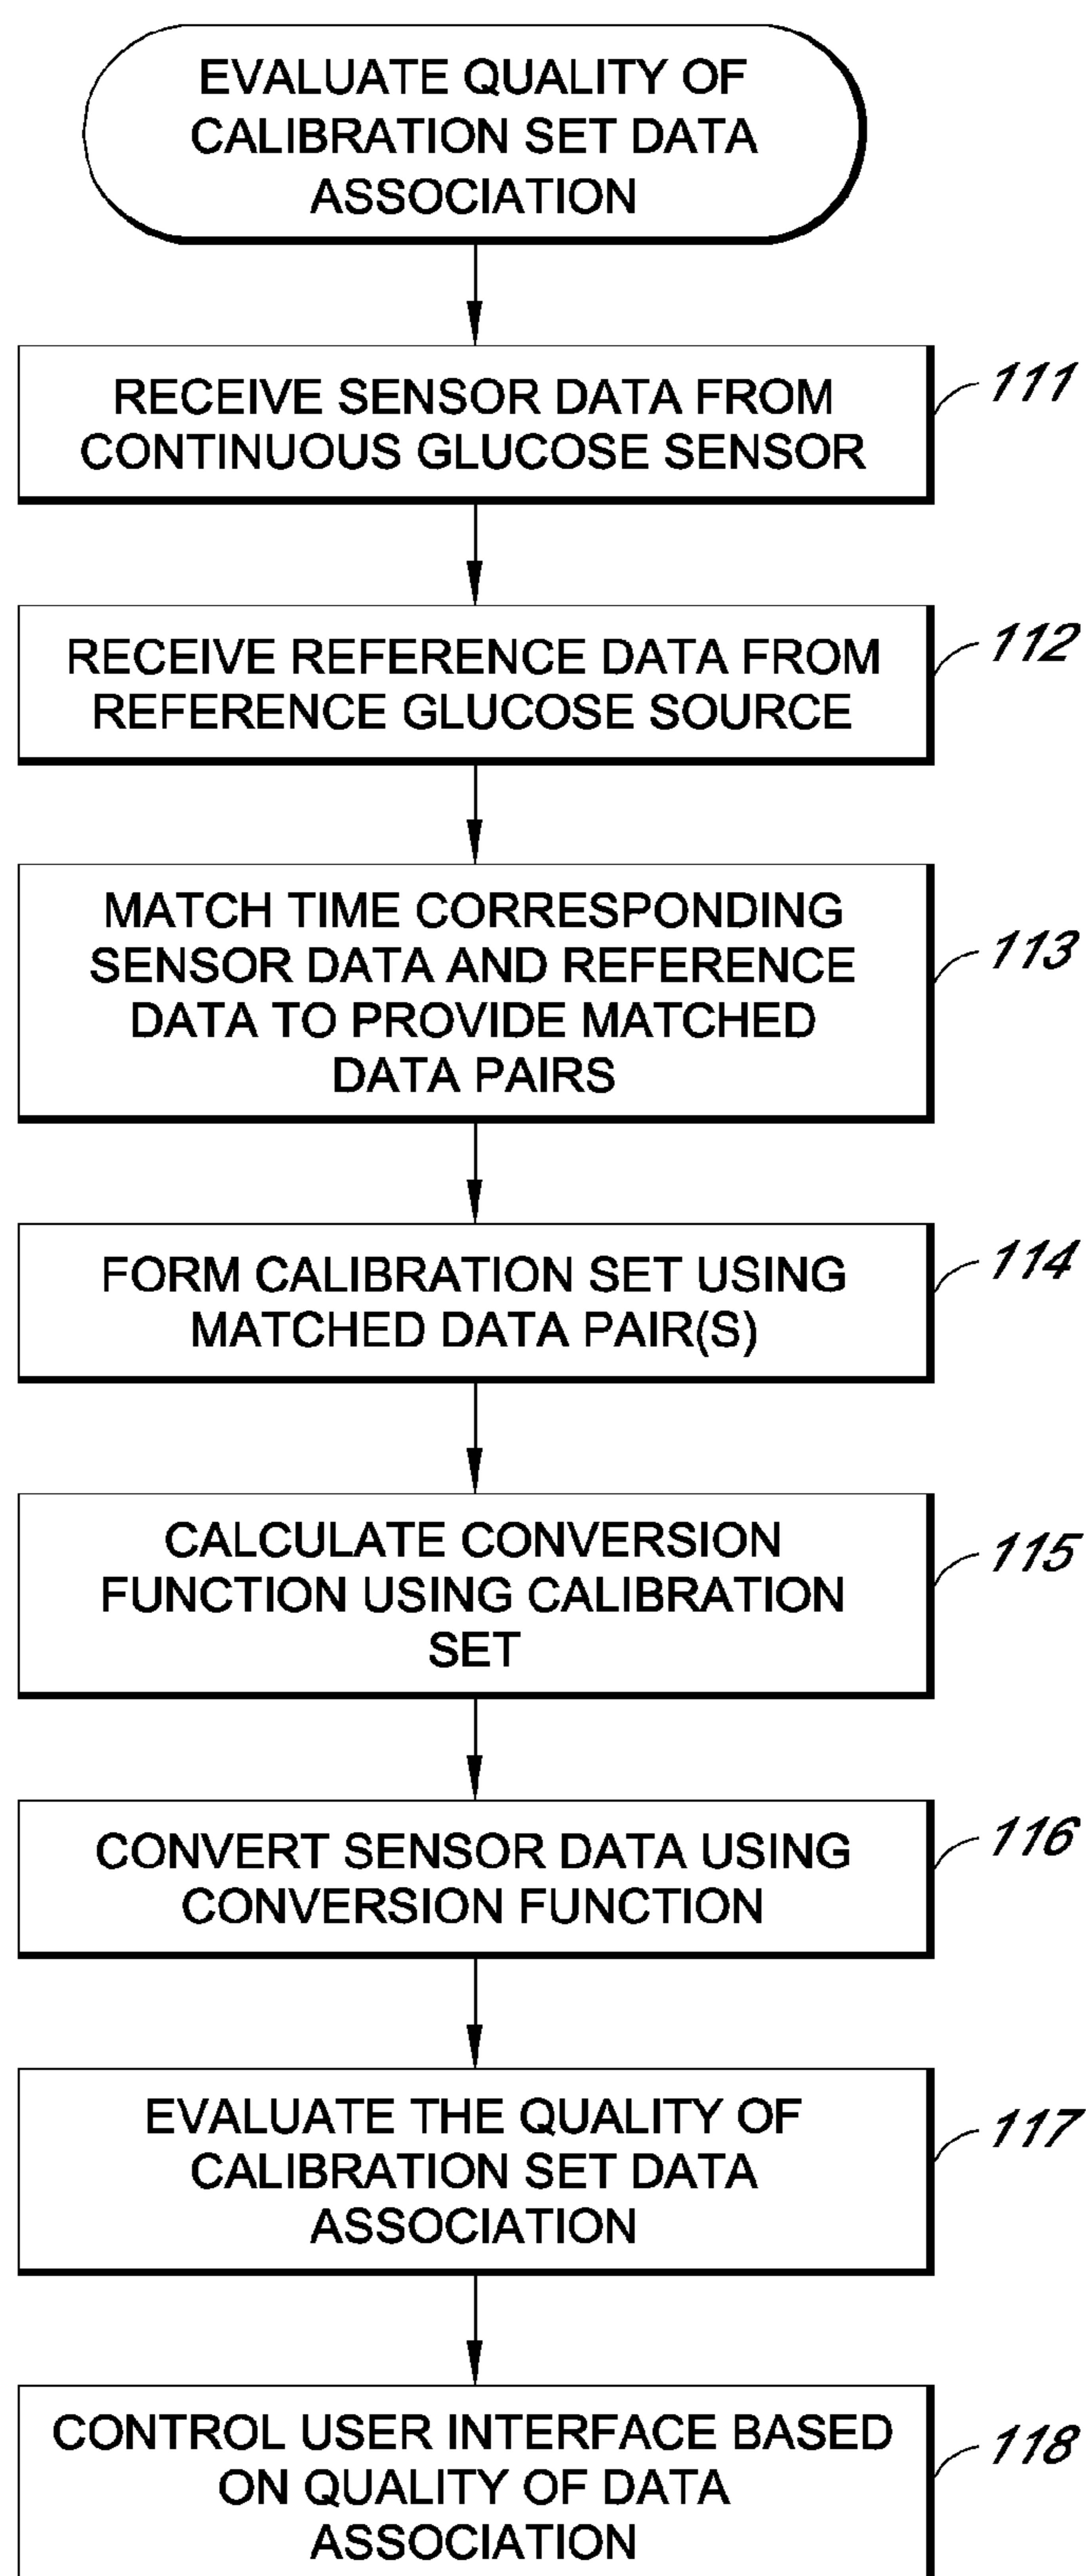 EVALUATE QUALITY OF
CALIBRATION SET DATA
ASSOCIATION
RECEIVE SENSOR DATA FROM
CONTINUOUS GLUCOSE SENSOR
111
RECEIVE REFERENCE DATA FROM
REFERENCE GLUCOSE SOURCE
112
MATCH TIME CORRESPONDING
SENSOR DATA AND REFERENCE
DATA TO PROVIDE MATCHED
DATA PAIRS
113
FORM CALIBRATION SET USING
MATCHED DATA PAIR(S)
114
CALCULATE CONVERSION
FUNCTION USING CALIBRATION
SET
115
CONVERT SENSOR DATA USING
CONVERSION FUNCTION
116
EVALUATE THE QUALITY OF
CALIBRATION SET DATA
ASSOCIATION
117
CONTROL USER INTERFACE BASED
ON QUALITY OF DATA
ASSOCIATION
118